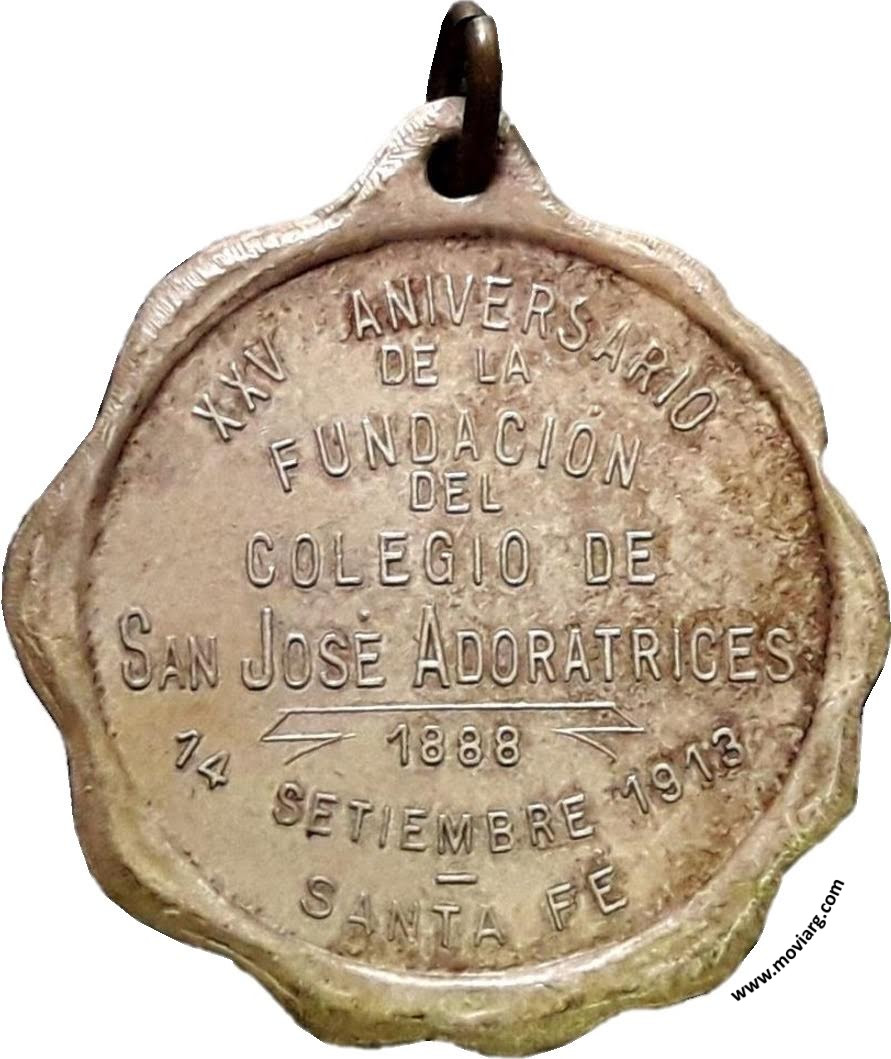 XXV ANIVERSARIO
DE LA
FUNDACIÓN
DEL
COLEGIO DE
SAN JOSÉ ADORATRICES
1888
14 SETIEMBRE 1913
SANTA FÉ
www.moviarg.com